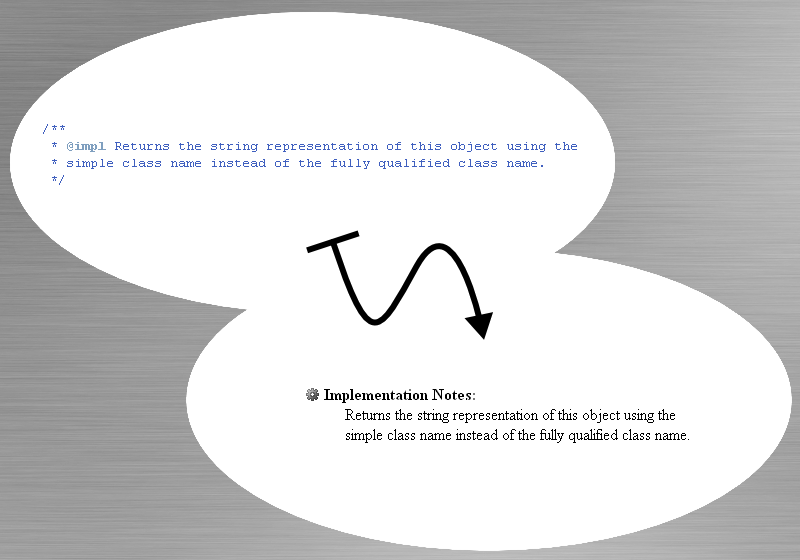 /**
* @impl Returns the string representation of this object using the
* simple class name instead of the fully qualified class name.
*/
Implementation Notes:
Returns the string representation of this object using the
simple class name instead of the fully qualified class name.